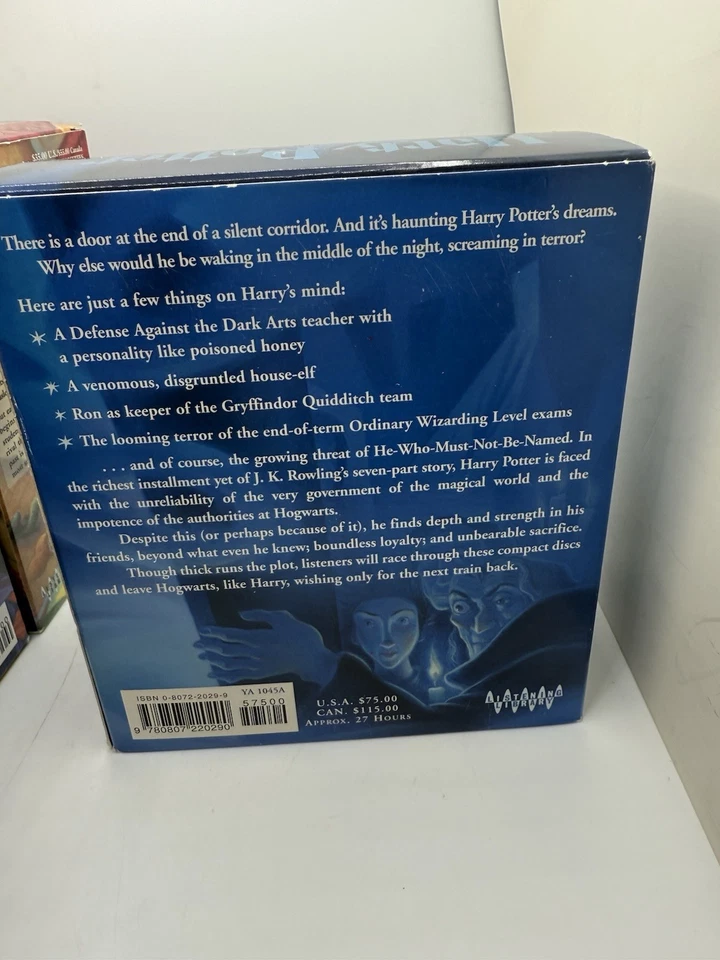 $35.00 U.S./$55.00 Canada
There is a door at the end of a silent corridor. And it's haunting Harry Potter's dreams.
Why else would he be waking in the middle of the night, screaming in terror?
Here are just a few things on Harry's mind:
A Defense Against the Dark Arts teacher with
a personality like poisoned honey
A venomous, disgruntled house-elf
Ron as keeper of the Gryffindor Quidditch team
The looming terror of the end-of-term Ordinary Wizarding Level exams
. . . and of course, the growing threat of He-Who-Must-Not-Be-Named. In
the richest installment yet of J. K. Rowling's seven-part story, Harry Potter is faced
with the unreliability of the very government of the magical world and the
impotence of the authorities at Hogwarts.
Despite this (or perhaps because of it), he finds depth and strength in his
friends, beyond what even he knew; boundless loyalty; and unbearable sacrifice.
Though thick runs the plot, listeners will race through these compact discs
and leave Hogwarts, like Harry, wishing only for the next train back.
ISBN 0-8072-2029-9 YA 1045A
57500
9 780807 220290
U.S.A. $75.00
CAN. $115.00
APPROX. 27 HOURS
LISTENING
LIBRARY